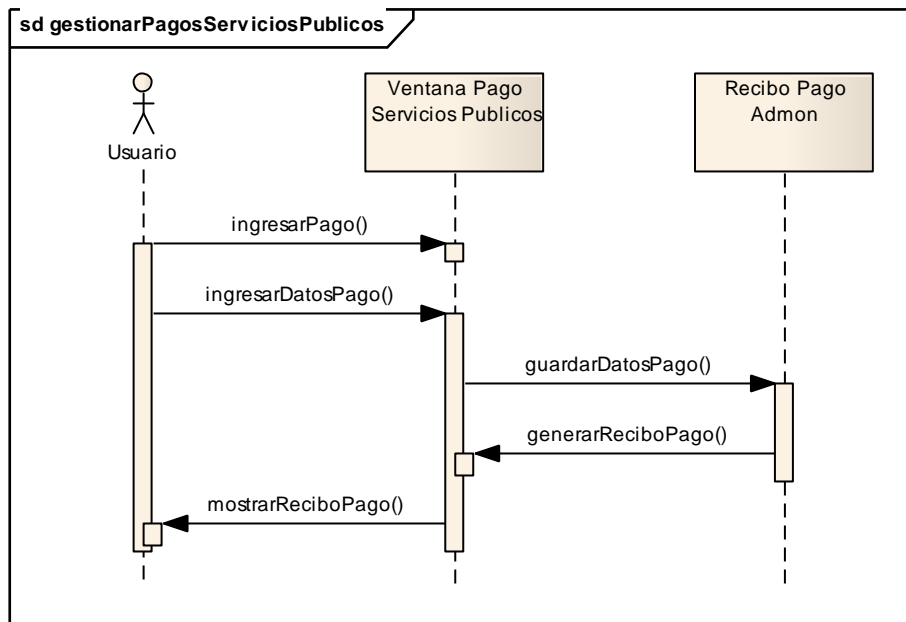 sd gestionarPagosServiciosPublicos
Usuario
Ventana Pago
Servicios Publicos
Recibo Pago
Admon
ingresarPago()
ingresarDatosPago()
guardarDatosPago()
generarReciboPago()
mostrarReciboPago()